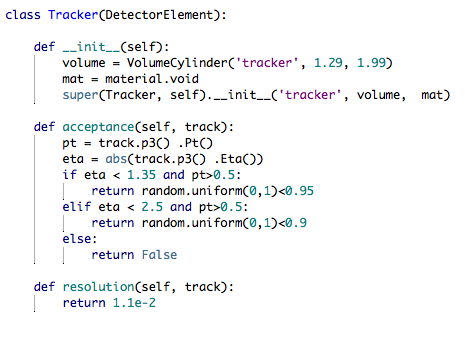 class Tracker(DetectorElement):
    def __init__(self):
        volume = VolumeCylinder('tracker', 1.29, 1.99)
        mat = material.void
        super(Tracker, self).__init__('tracker', volume,  mat)
    def acceptance(self, track):
        pt = track.p3() .Pt()
        eta = abs(track.p3() .Eta())
        if eta < 1.35 and pt>0.5:
            return random.uniform(0,1)<0.95
        elif eta < 2.5 and pt>0.5:
            return random.uniform(0,1)<0.9
        else:
            return False
    def resolution(self, track):
        return 1.1e-2